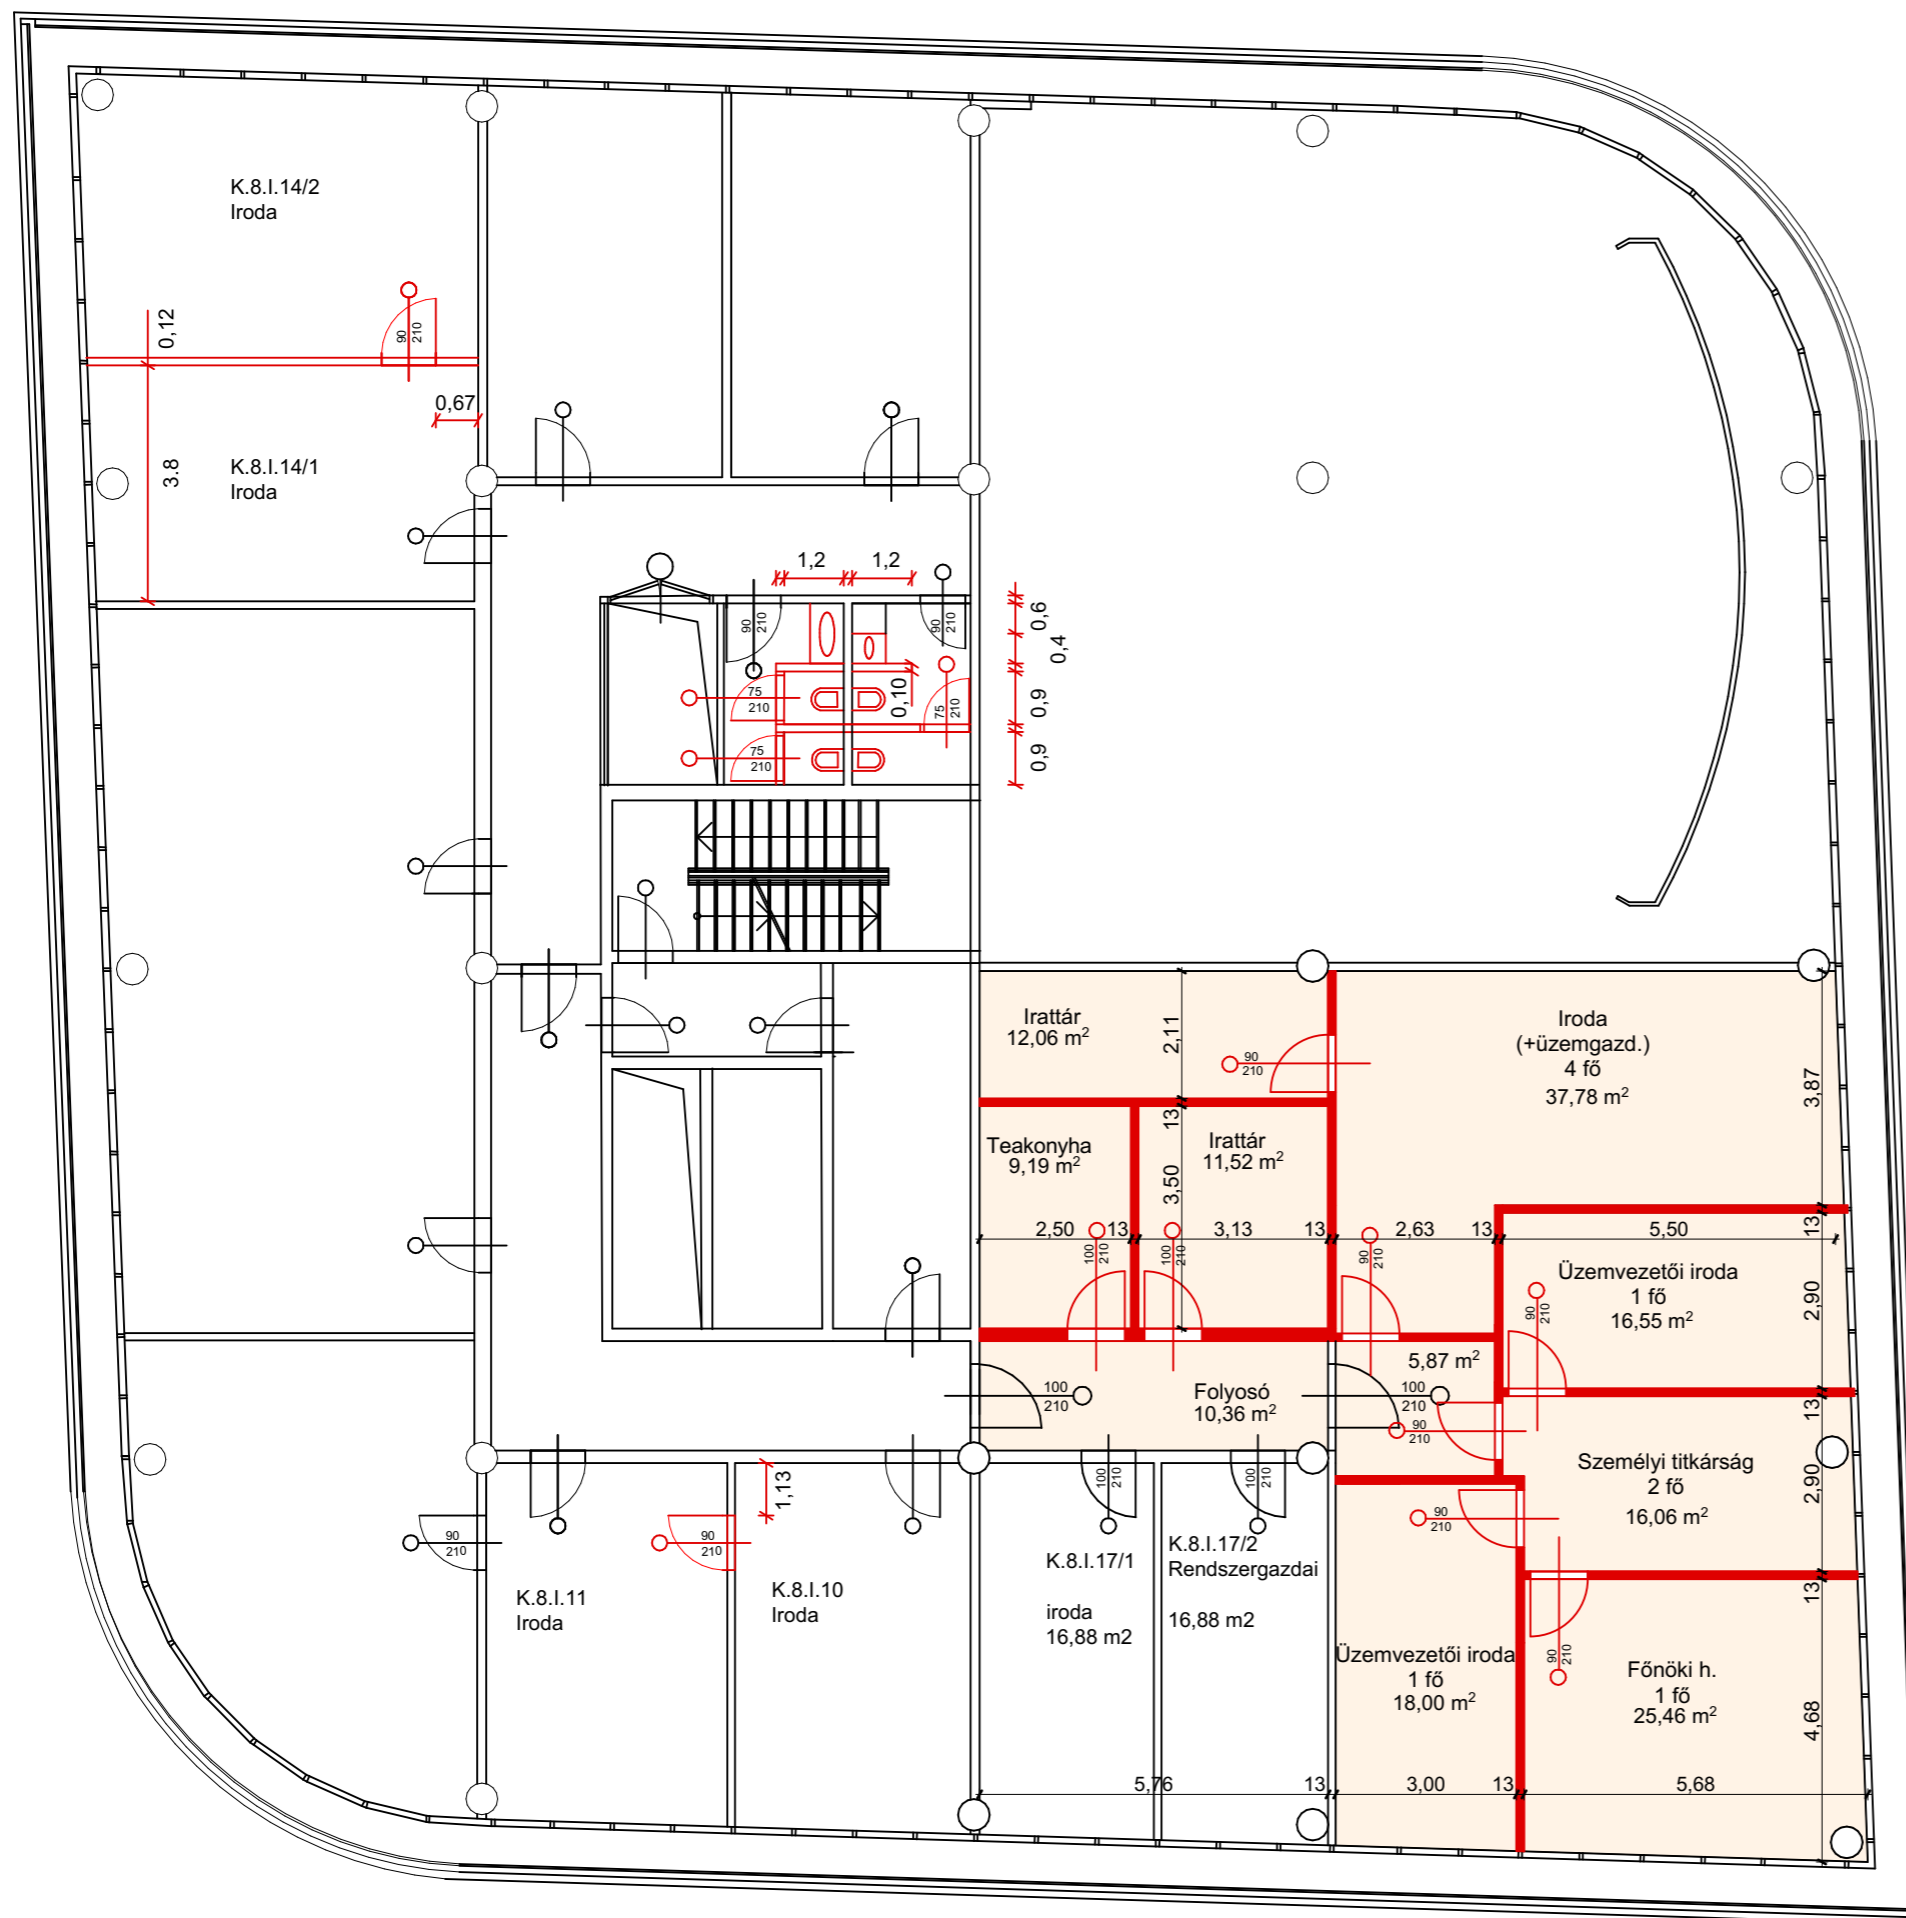 K.8.I.14/2
Iroda
0,12
90
210
0,67
3.8
K.8.I.14/1
Iroda
1,2
1,2
90
210
90
210
0,6
0,4
0,10
0,9
0,9
75
210
75
210
75
210
Irattár
12,06 m²
2,11
90
210
Iroda
(+üzemgazd.)
4 fő
37,78 m²
3,87
13
Teakonyha
9,19 m²
Irattár
11,52 m²
3,50
2,50
13
3,13
13
2,63
13
5,50
13
100
210
100
210
90
210
Üzemvezetői iroda
1 fő
16,55 m²
2,90
90
210
5,87 m²
Folyosó
10,36 m²
100
210
100
210
90
210
13
Személyi titkárság
2 fő
16,06 m²
2,90
90
210
13
1,13
100
210
100
210
90
210
90
210
K.8.I.11
Iroda
K.8.I.10
Iroda
K.8.I.17/1
iroda
16,88 m2
K.8.I.17/2
Rendszergazdai
16,88 m2
Üzemvezetői iroda
1 fő
18,00 m²
90
210
Főnöki h.
1 fő
25,46 m²
4,68
5,76
13
3,00
13
5,68